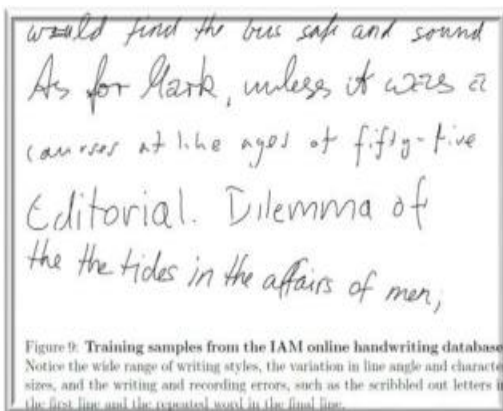 would find the bus safe and sound
As for Mark, unless it was a
courses at the ages of fifty-five
Editorial. Dilemma of
the the tides in the affairs of men,
Figure 9: Training samples from the IAM online handwriting database
Notice the wide range of writing styles, the variation in line angle and characte
sizes, and the writing and recording errors, such as the scribbled out letters
the first line and the repeated word in the final line.